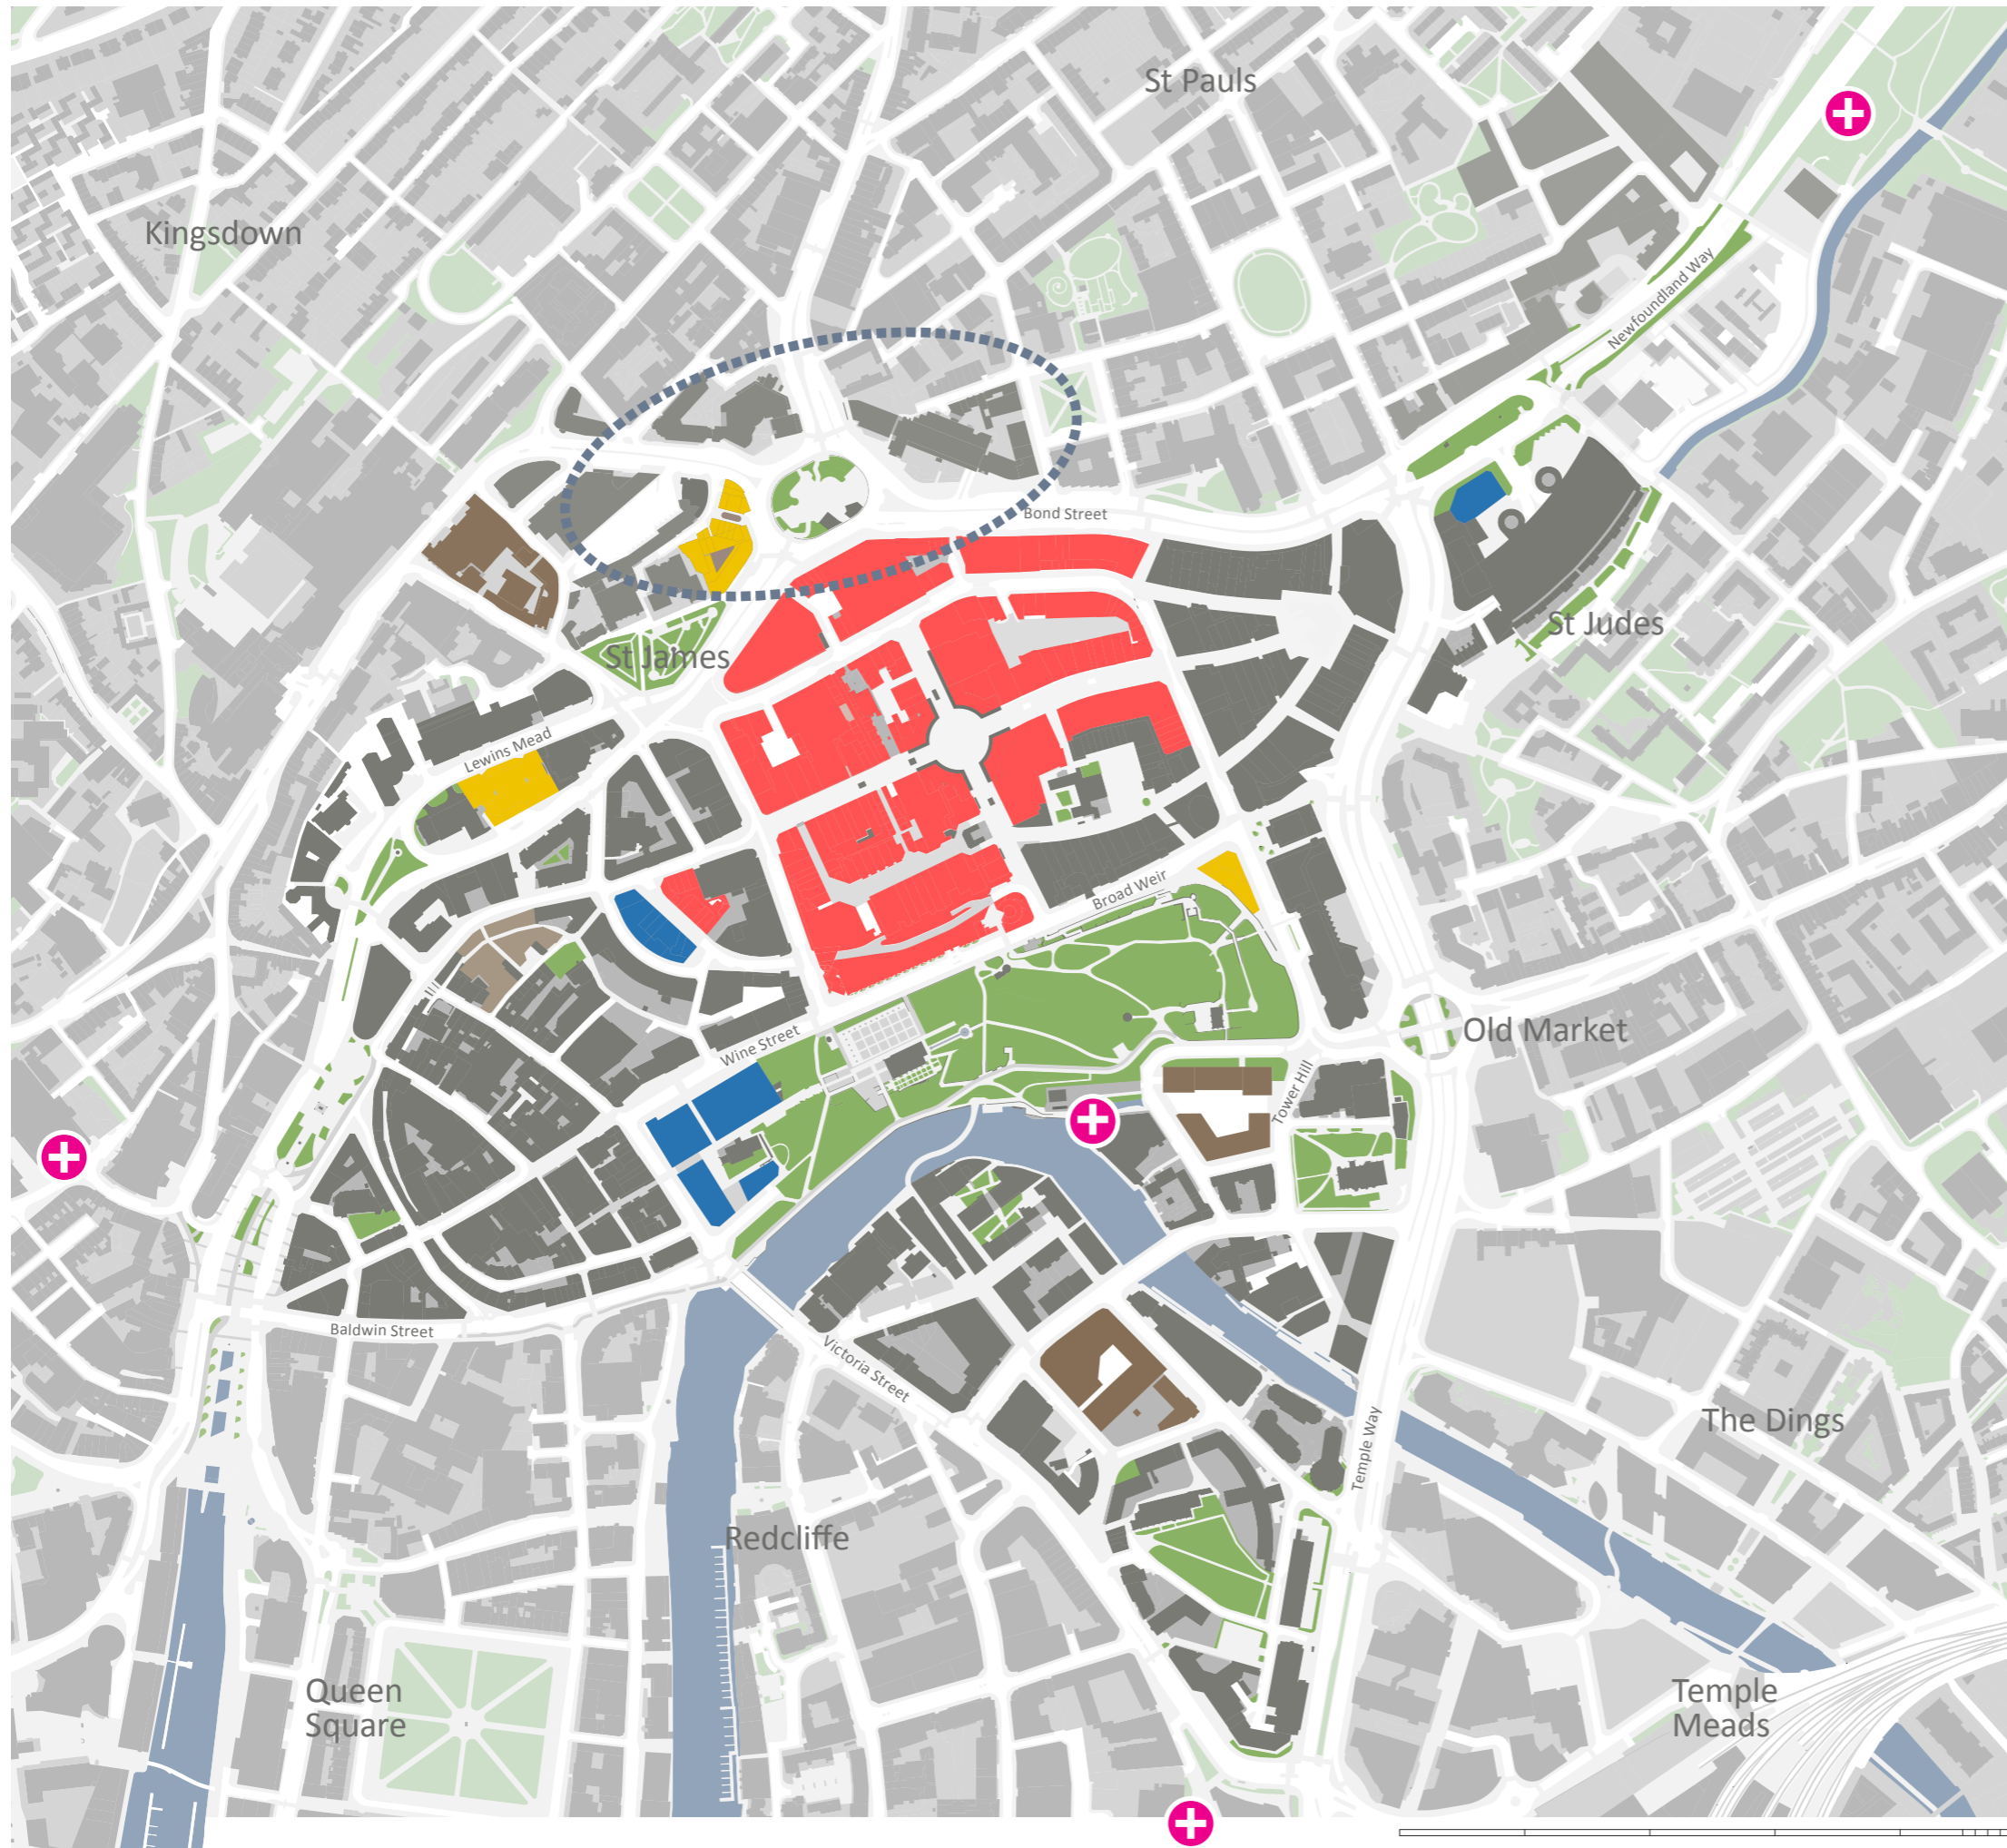 St Pauls
Kingsdown
Newfoundland Way
Bond Street
St Judes
St James
Lewins Mead
Broad Weir
Old Market
Wine Street
Tower Hill
Baldwin Street
Victoria Street
The Dings
Temple Way
Redcliffe
Queen
Square
Temple
Meads